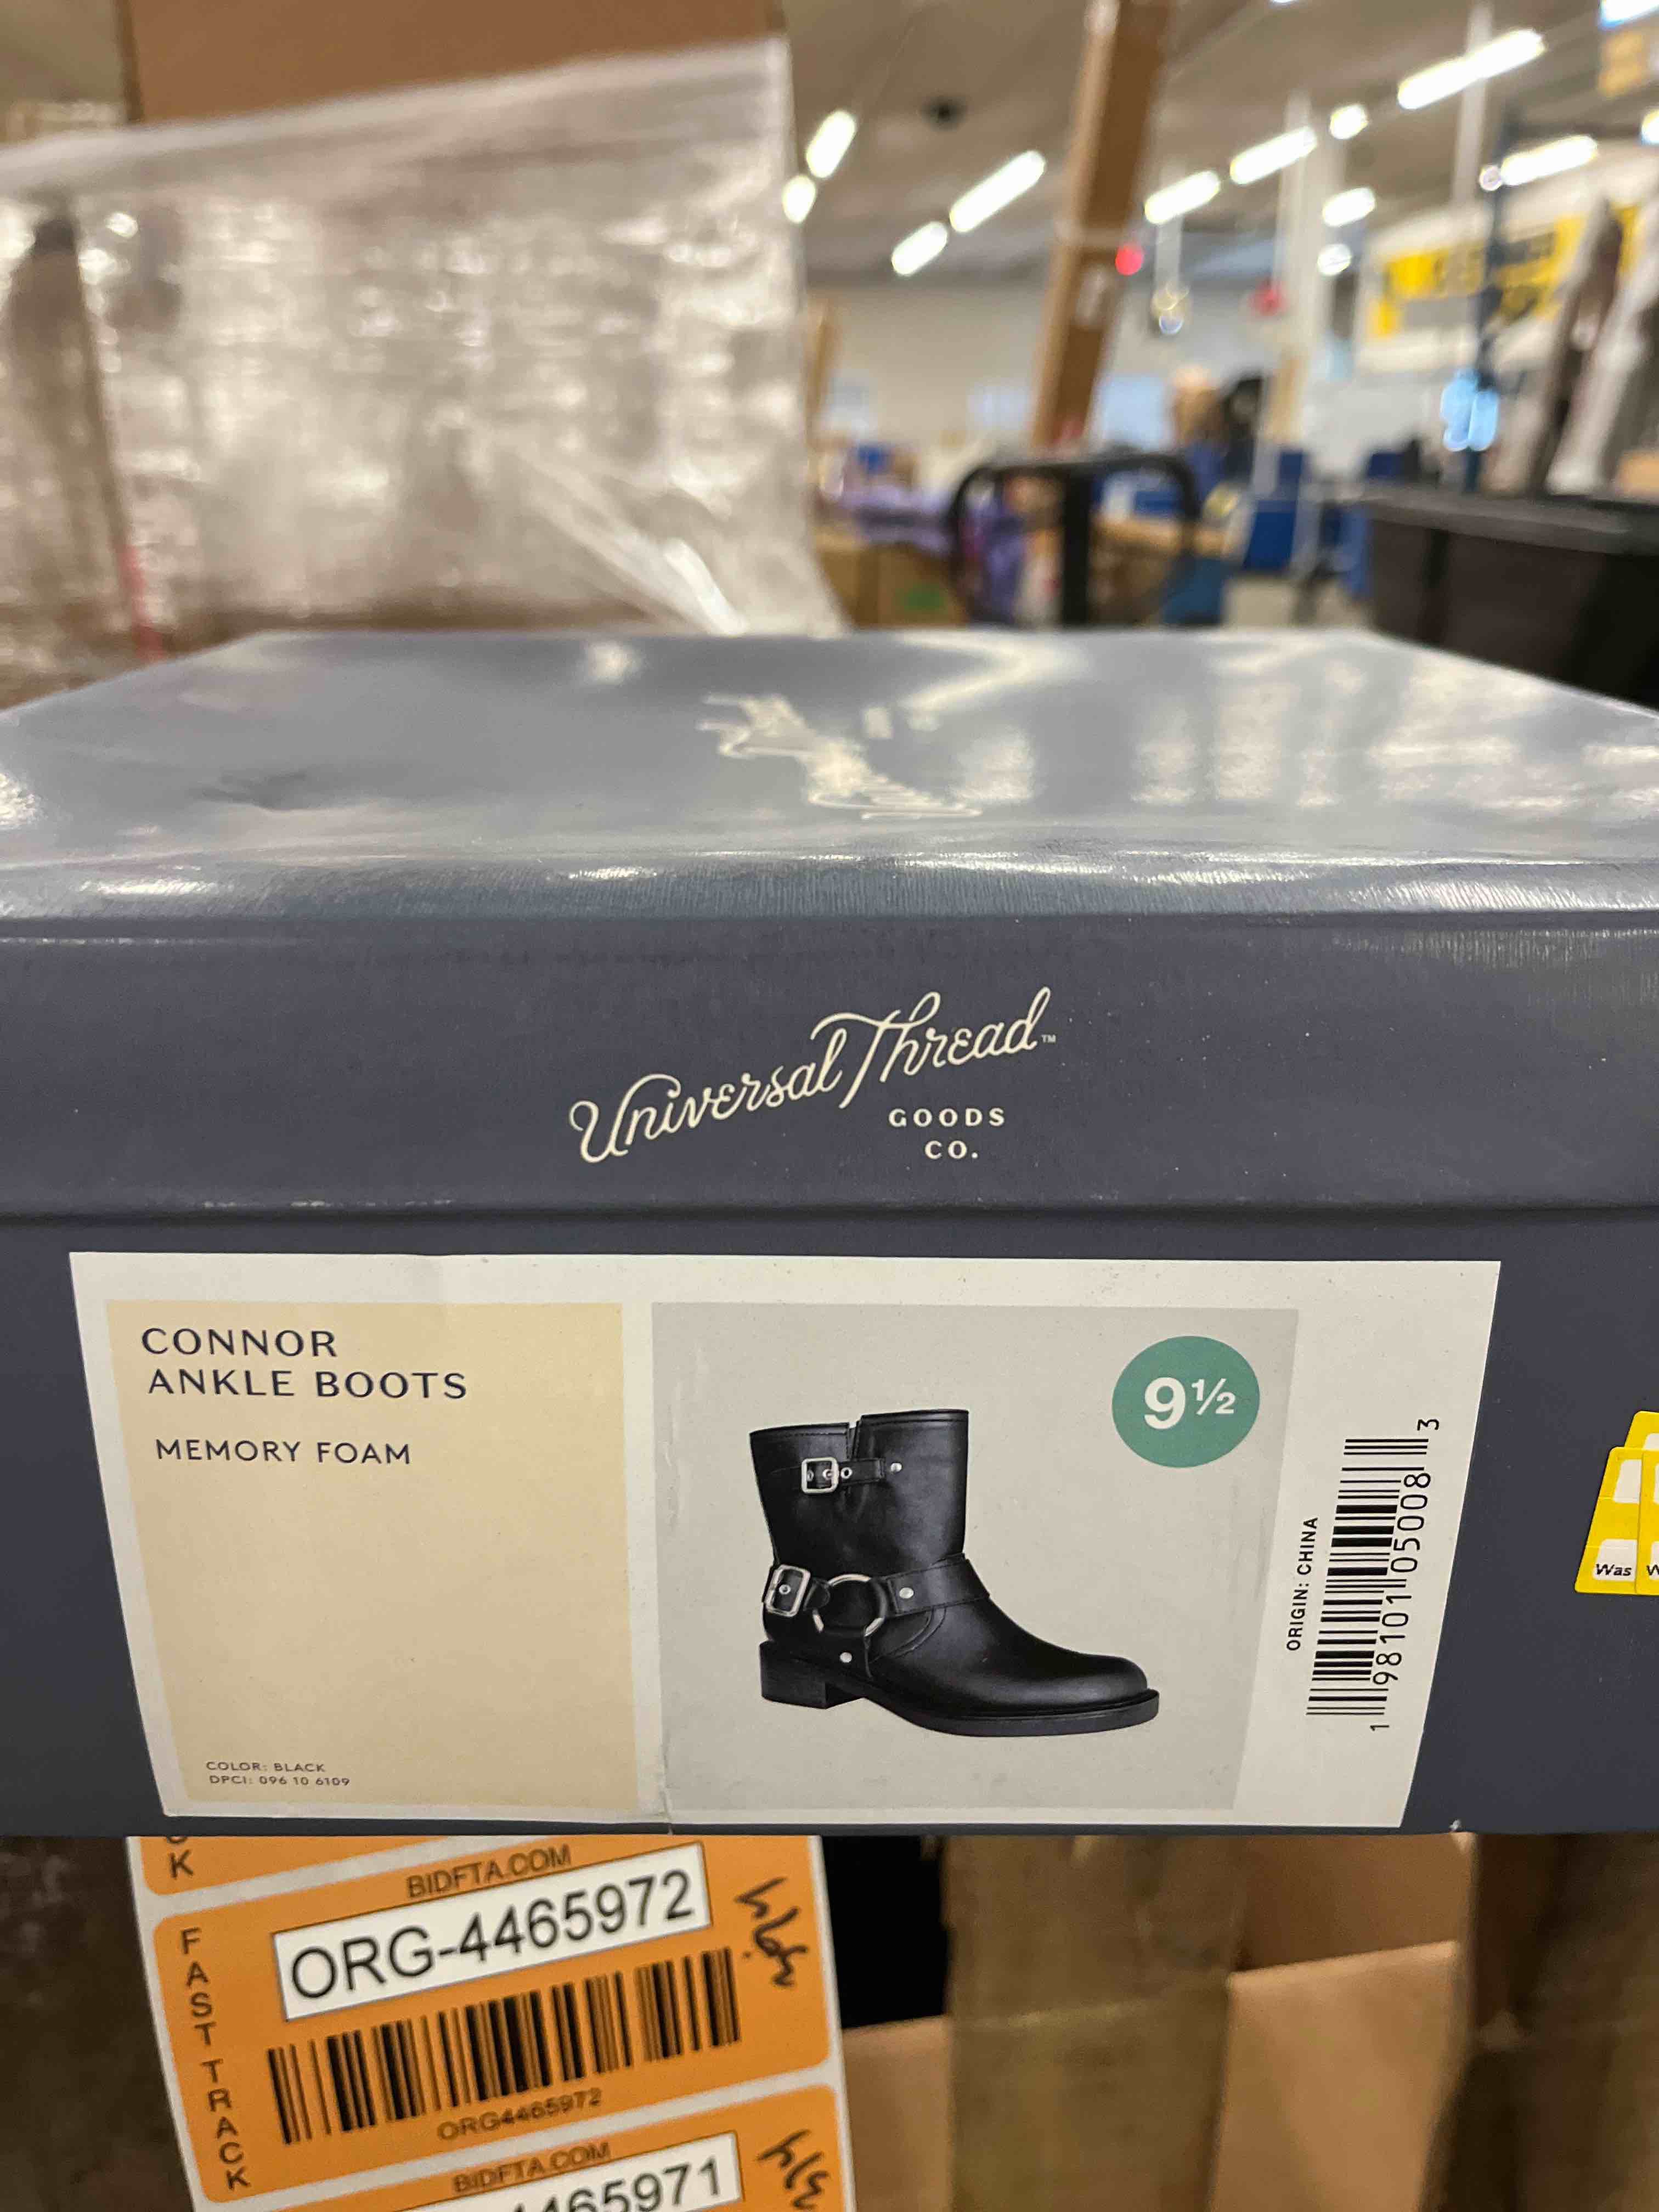 Universal Thread™
GOODS
CO.
CONNOR
ANKLE BOOTS
MEMORY FOAM
COLOR: BLACK
DPCI: 096 10 6109
9½
ORIGIN: CHINA
1 98101 05008 3
Was
K
BIDFTA.COM
ORG-4465972
FAST TRACK
ORG4465972
BIDFTA.COM